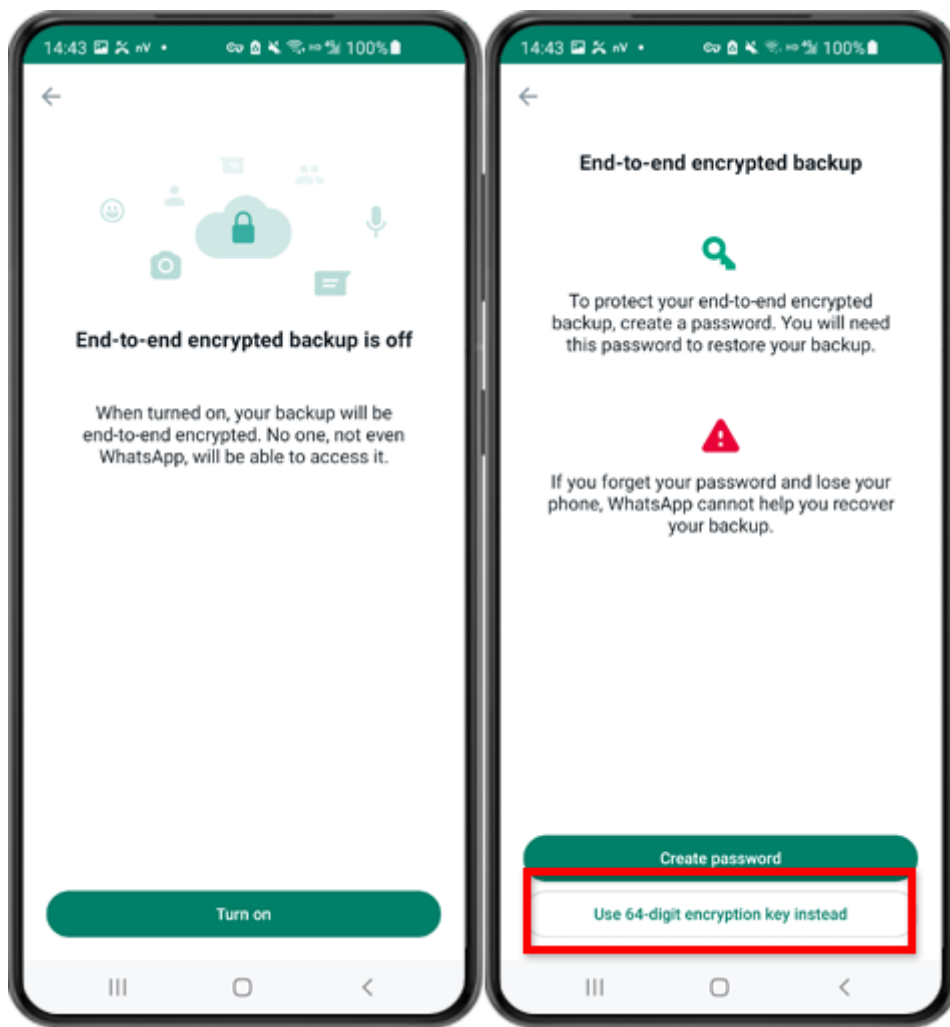 14:43
100%
End-to-end encrypted backup is off
When turned on, your backup will be
end-to-end encrypted. No one, not even
WhatsApp, will be able to access it.
Turn on
14:43
100%
End-to-end encrypted backup
To protect your end-to-end encrypted
backup, create a password. You will need
this password to restore your backup.
If you forget your password and lose your
phone, WhatsApp cannot help you recover
your backup.
Create password
Use 64-digit encryption key instead